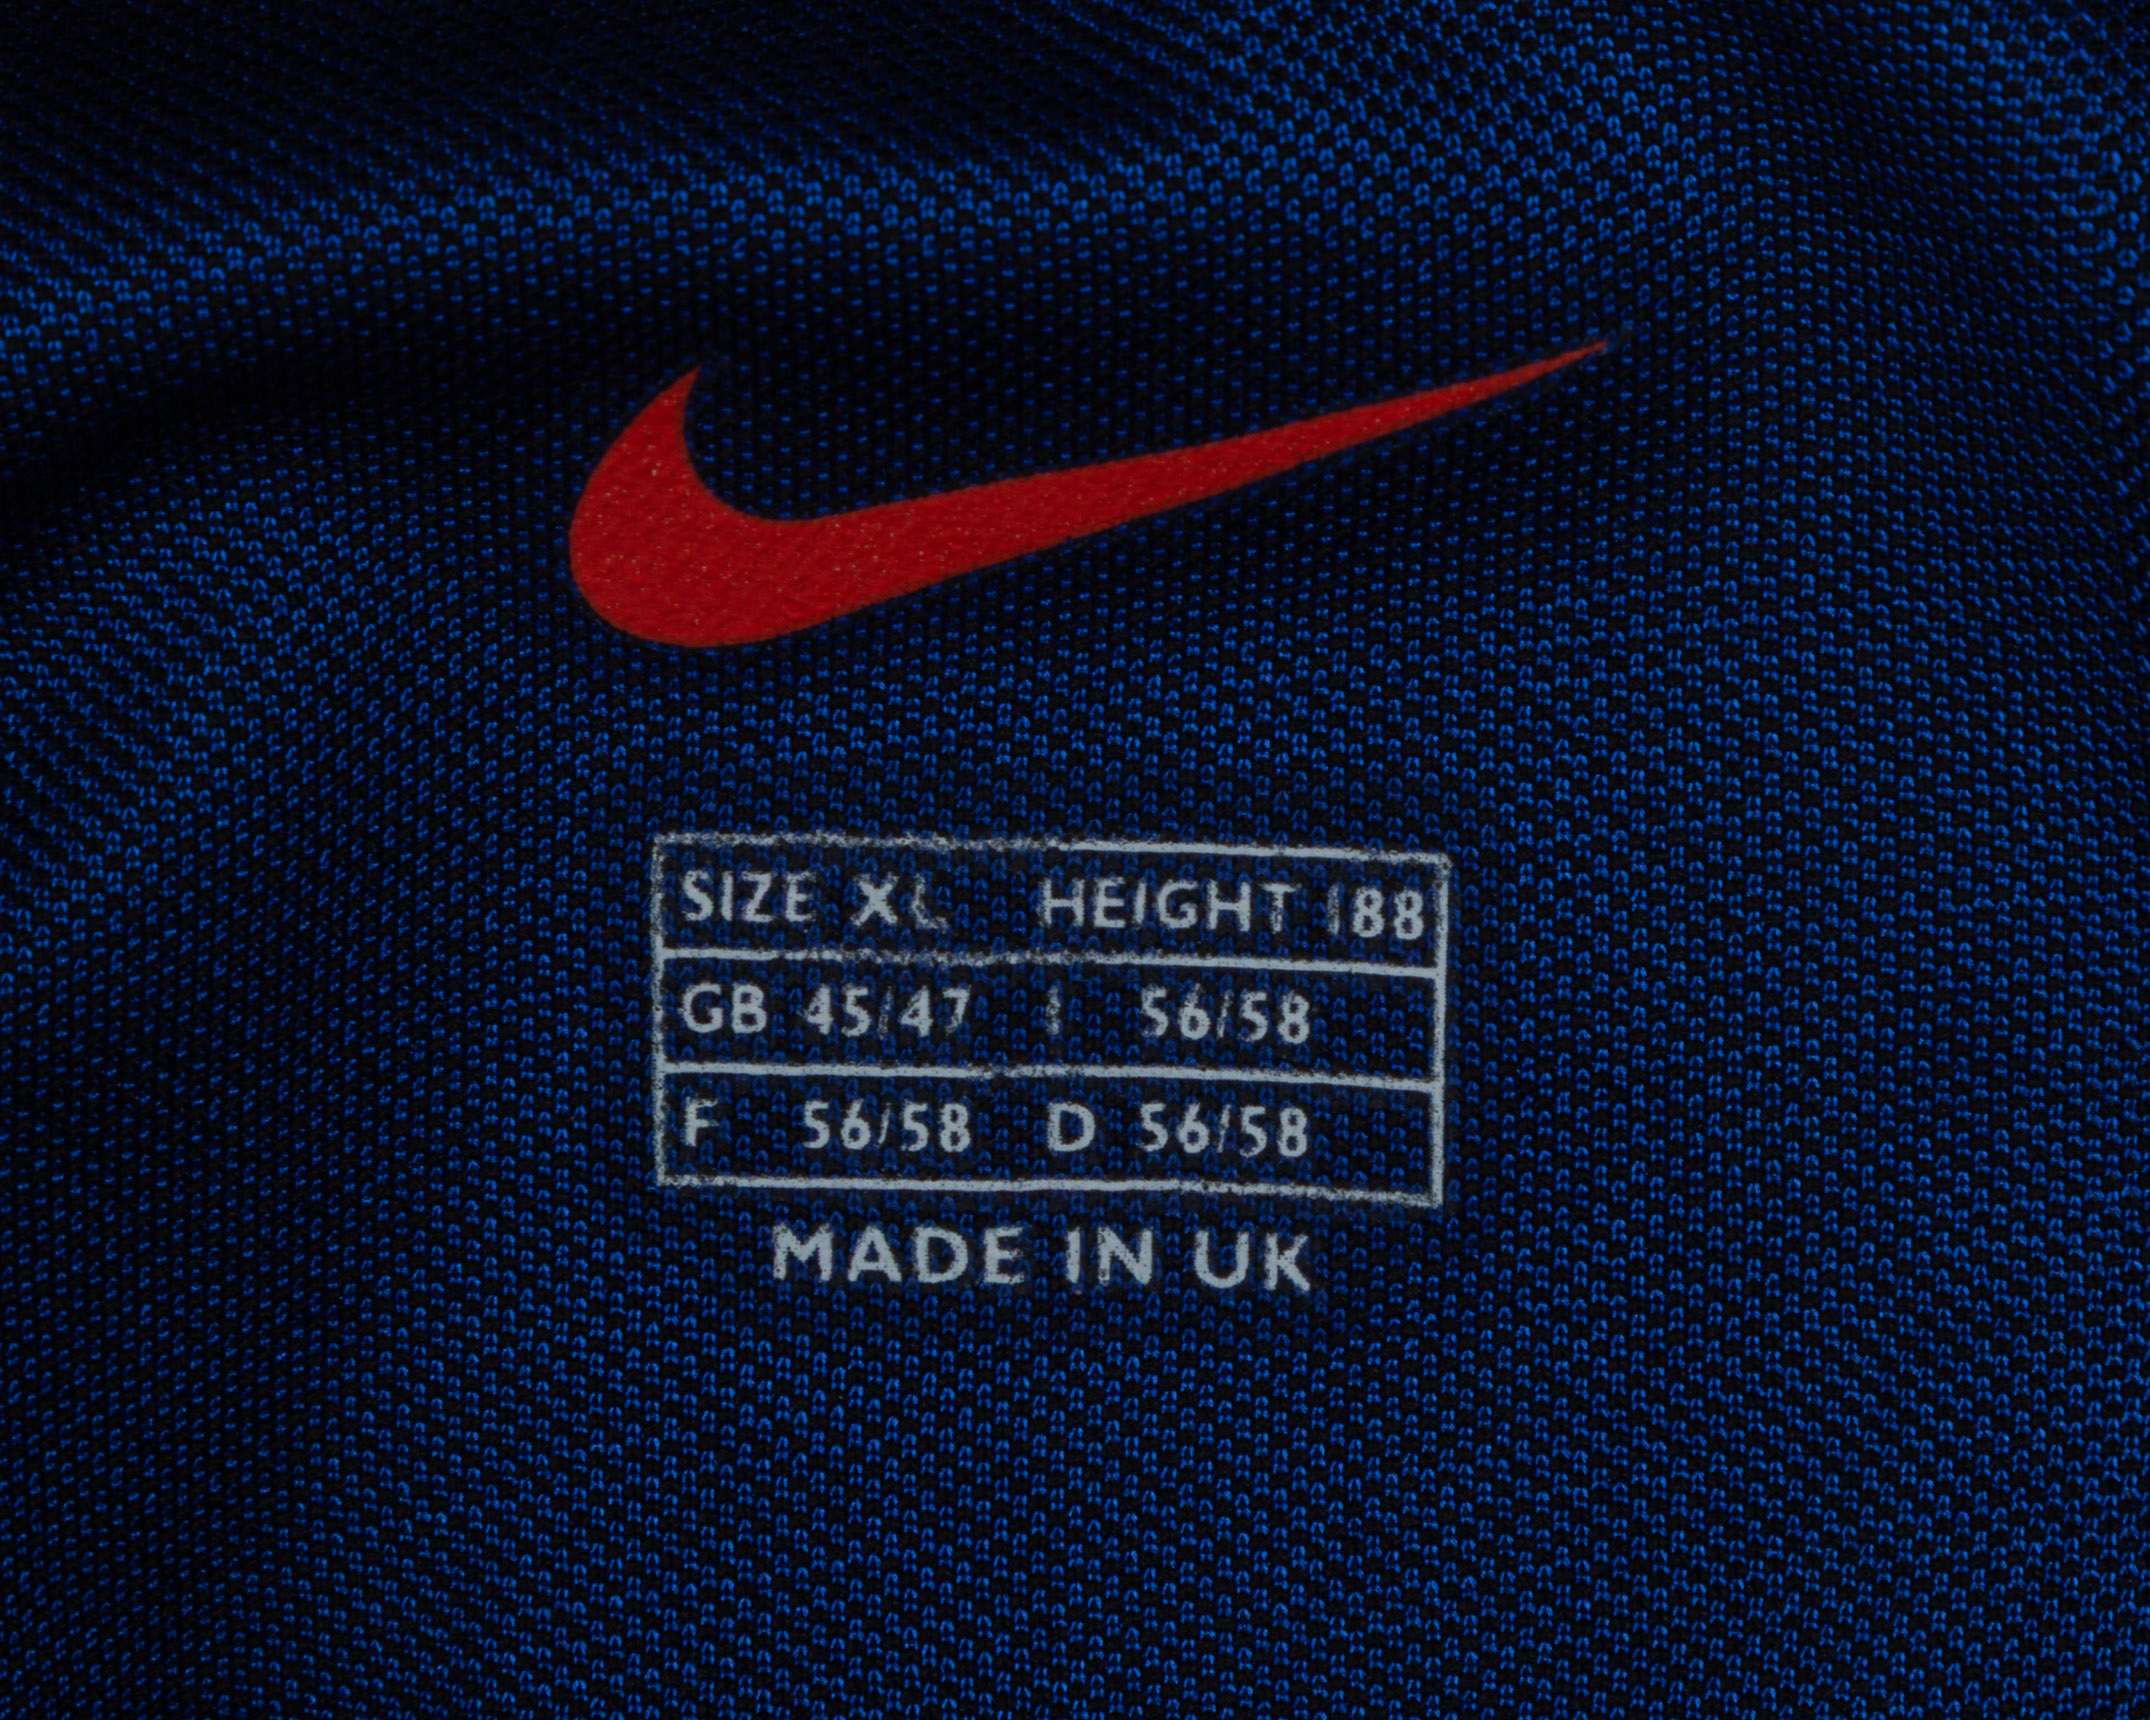 SIZE XL HEIGHT 188
GB 45/47 I 56/58
F 56/58 D 56/58
MADE IN UK